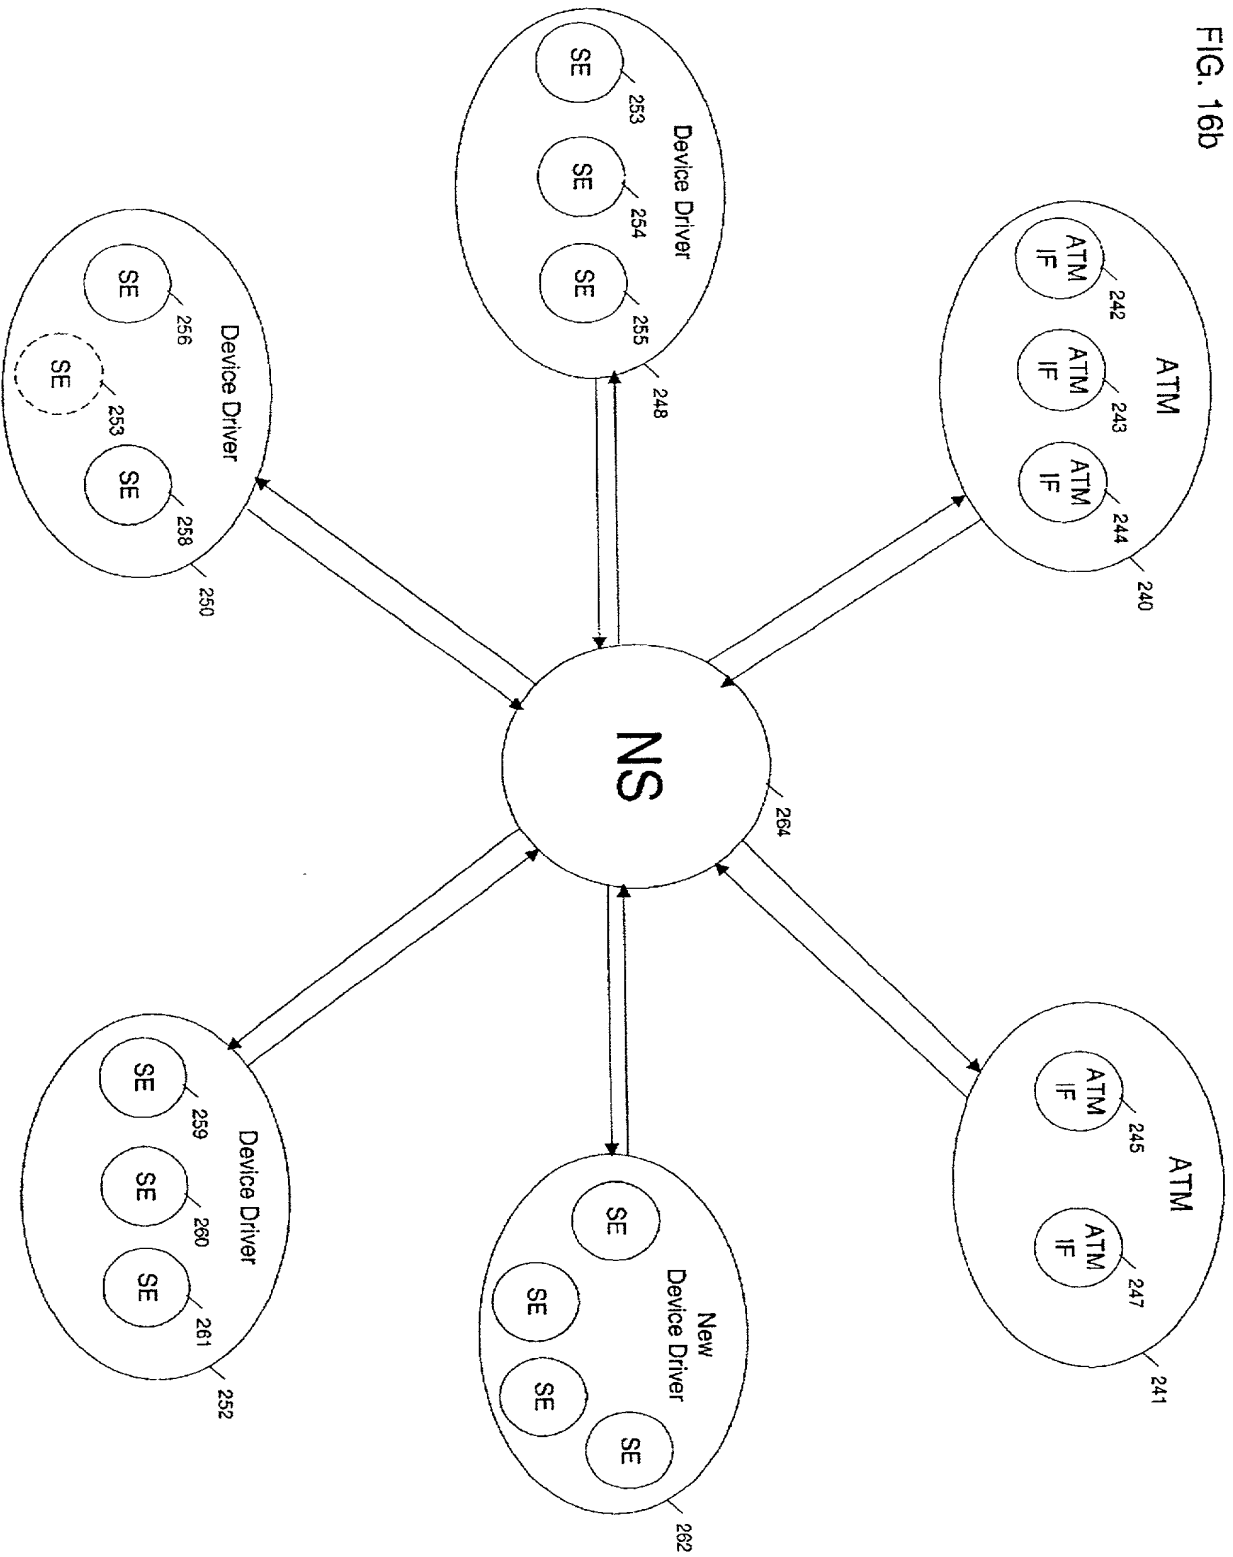 FIG. 16b
ATM
242
243
244
ATM
IF
ATM
IF
ATM
IF
240
ATM
245
247
ATM
IF
ATM
IF
241
Device Driver
253
254
255
SE
SE
SE
248
NS
264
New
Device Driver
SE
SE
SE
SE
262
Device Driver
256
253
258
SE
SE
SE
250
Device Driver
259
260
261
SE
SE
SE
252